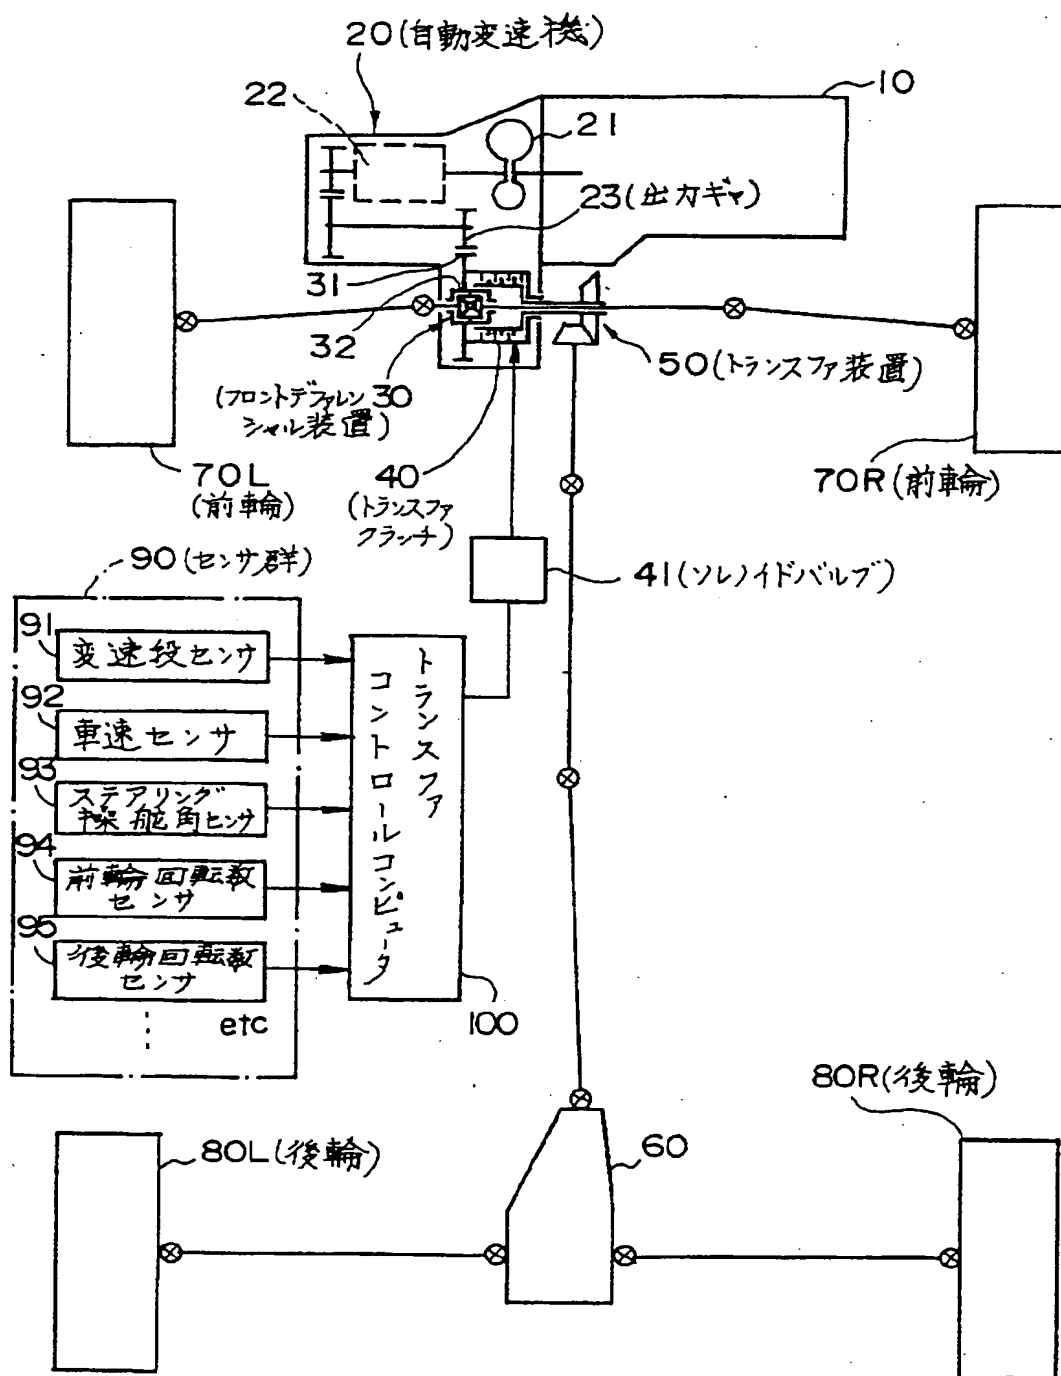 20(自動変速機)
10
22
21
23(出力ギヤ)
31
32
50(トランスファ装置)
(フロントデファレン 30
シャル装置)
70L
(前輪)
40
(トランスファ
クラッチ)
70R(前輪)
90(センサ群)
41(ソレノイドバルブ)
91
変速段センサ
92
車速センサ
93
ステアリング
操舵角センサ
94
前輪回転数
センサ
95
後輪回転数
センサ
etc
トランスファ
コントロールコンピュータ
100
80R(後輪)
80L(後輪)
60